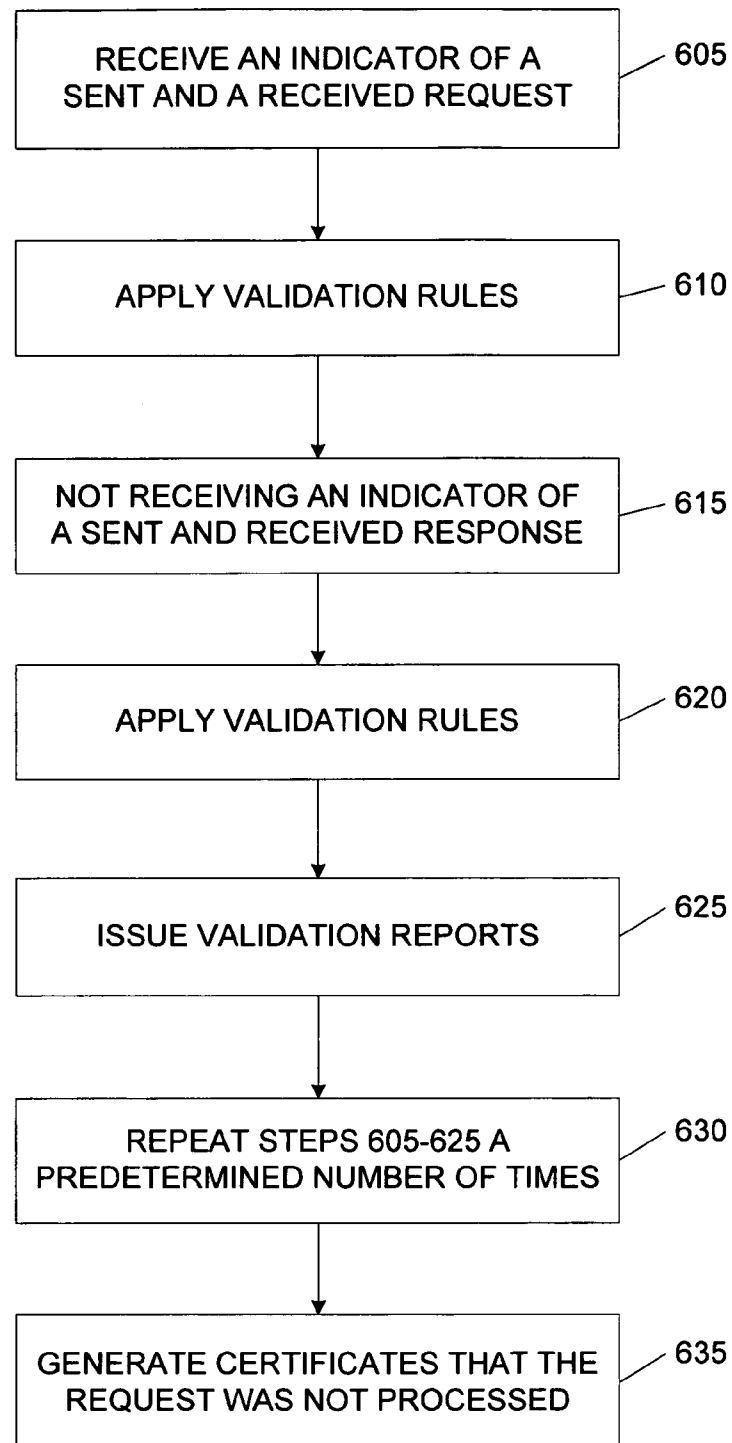 RECEIVE AN INDICATOR OF A
SENT AND A RECEIVED REQUEST
605
APPLY VALIDATION RULES
610
NOT RECEIVING AN INDICATOR OF
A SENT AND RECEIVED RESPONSE
615
APPLY VALIDATION RULES
620
ISSUE VALIDATION REPORTS
625
REPEAT STEPS 605-625 A
PREDETERMINED NUMBER OF TIMES
630
GENERATE CERTIFICATES THAT THE
REQUEST WAS NOT PROCESSED
635